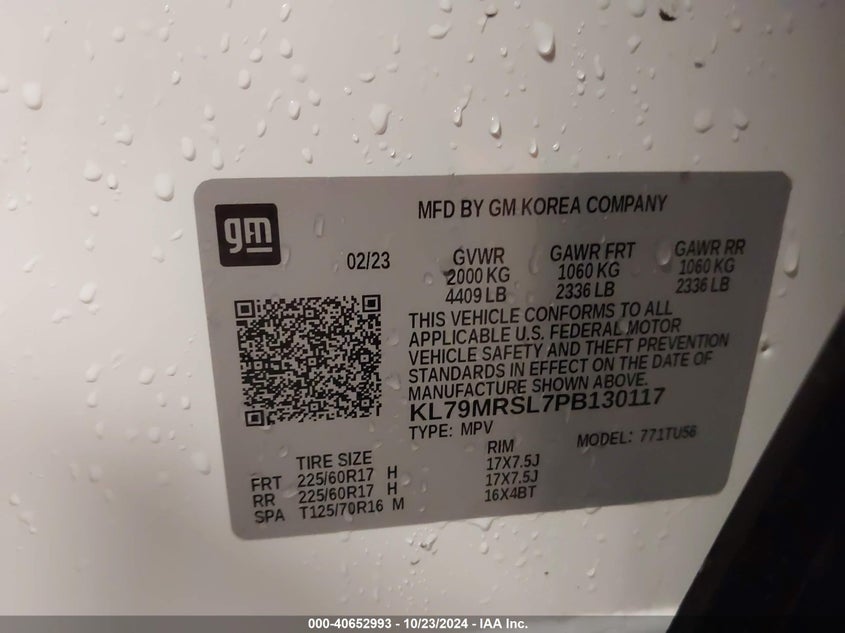 gm
MFD BY GM KOREA COMPANY
02/23
GVWR GAWR FRT GAWR RR
2000 KG 1060 KG 1060 KG
4409 LB 2336 LB 2336 LB
THIS VEHICLE CONFORMS TO ALL
APPLICABLE U.S. FEDERAL MOTOR
VEHICLE SAFETY AND THEFT PREVENTION
STANDARDS IN EFFECT ON THE DATE OF
MANUFACTURE SHOWN ABOVE.
KL79MRSL7PB130117
TYPE: MPV MODEL: 771TU56
TIRE SIZE RIM
FRT 225/60R17 H 17X7.5J
RR 225/60R17 H 17X7.5J
SPA T125/70R16 M 16X4BT
000-40652993 - 10/23/2024 - IAA Inc.